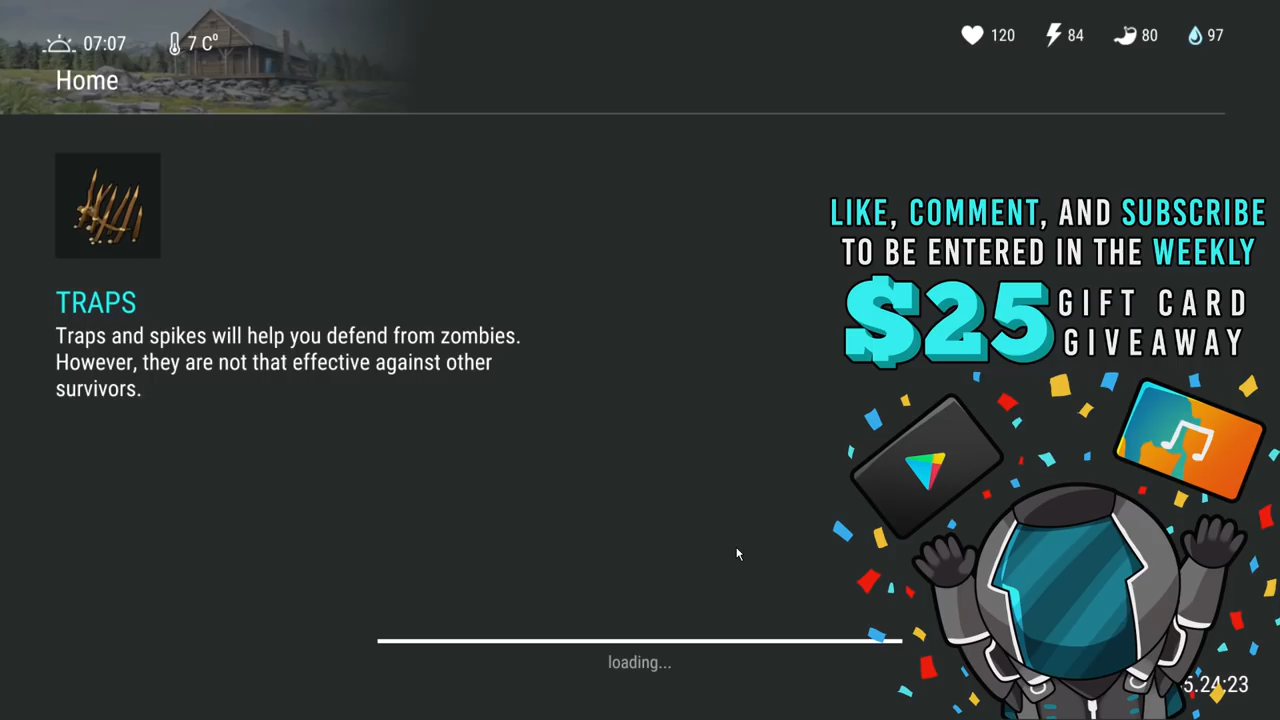 07:07
7 Cº
120
84
80
97
Home
LIKE, COMMENT, AND SUBSCRIBE
TO BE ENTERED IN THE WEEKLY
$25 GIFT CARD
GIVEAWAY
TRAPS
Traps and spikes will help you defend from zombies.
However, they are not that effective against other
survivors.
loading...
5.24:23